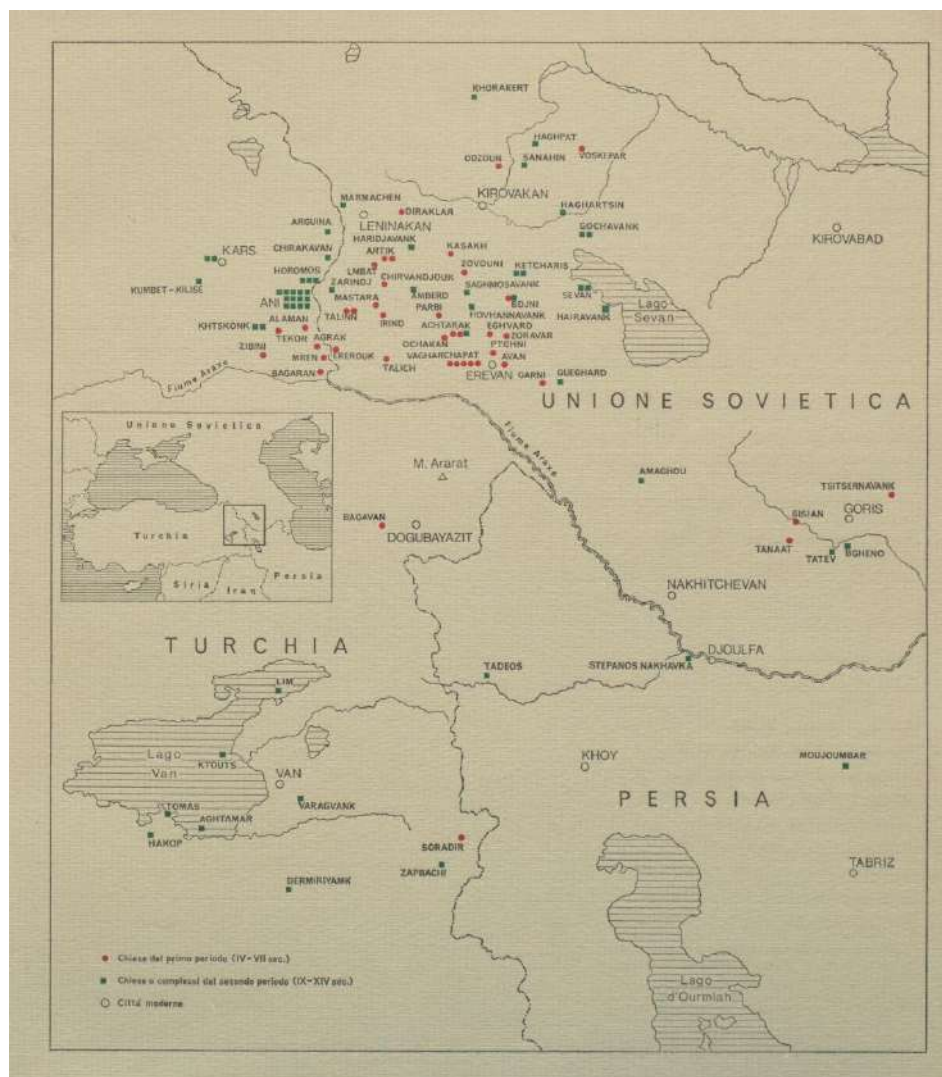 KHORAKERT
HAGHPAT
ODZOUN
SANAHIN
VOSKEPAR
KIROVAKAN
MARMACHEN
DIRAKLAR
HAGHARTSIN
LENINAKAN
ARGUINA
GOCHAVANK
KIROVABAD
HARIDJAVANK
KARS
CHIRAKAVAN
ARTIK
KASAKH
LMBAT
ZOVOUNI
KETCHARIS
HOROMOS
CHIRVANDJOUK
KUMBET-KILISE
ZARINDJ
SAGHMOSAVANK
SEVAN
Lago
Sevan
ANI
MASTARA
AMBERD
BDJNI
HAIRAVANK
ALAMAN
TALINN
PARBI
HOVHANNAVANK
KHTSKONK
IRIND
ACHTARAK
EGHVARD
TEKOR
AGRAK
OCHAKAN
ZORAVAR
ZIBINI
MREN
EREROUK
VAGHARCHAPAT
PTCHNI
AVAN
BAGARAN
TALICH
EREVAN
GARNI
GUEGHARD
Fiume Araxe
UNIONE SOVIETICA
Fiume Araxe
Unione Sovietica
M. Ararat
AMAGHOU
TSITSERNAVANK
BAGAVAN
SISIAN
GORIS
DOGUBAYAZIT
TANAAT
TATEV
BGHENO
Turchia
Siria
Iran
Persia
NAKHITCHEVAN
TURCHIA
DJOULFA
TADEOS
STEPANOS NAKHAVKA
LIM
Lago
Van
KTOUTS
VAN
KHOY
MOUJOUMBAR
VARAGVANK
PERSIA
AGHTAMAR
HAKOP
SORADIR
ZAPBACHI
TABRIZ
DERMIRIVANK
Chiese del primo periodo (IV-VII sec.)
Chiese o complessi del secondo periodo (IX-XIV sec.)
Città moderne
Lago
d'Ourmiah